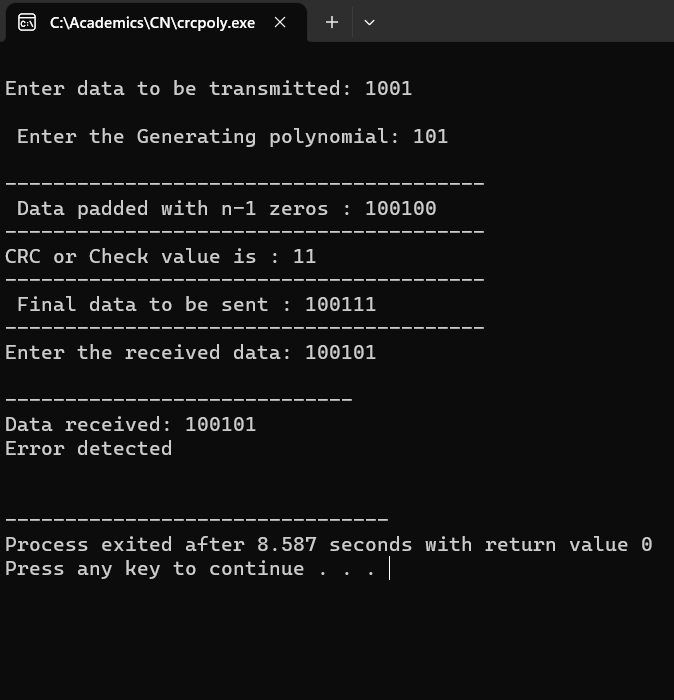 C:\Academics\CN\crcpoly.exe
Enter data to be transmitted: 1001
Enter the Generating polynomial: 101
----------------------------------------
Data padded with n-1 zeros : 100100
----------------------------------------
CRC or Check value is : 11
----------------------------------------
Final data to be sent : 100111
----------------------------------------
Enter the received data: 100101
-----------------------------
Data received: 100101
Error detected
--------------------------------
Process exited after 8.587 seconds with return value 0
Press any key to continue . . .